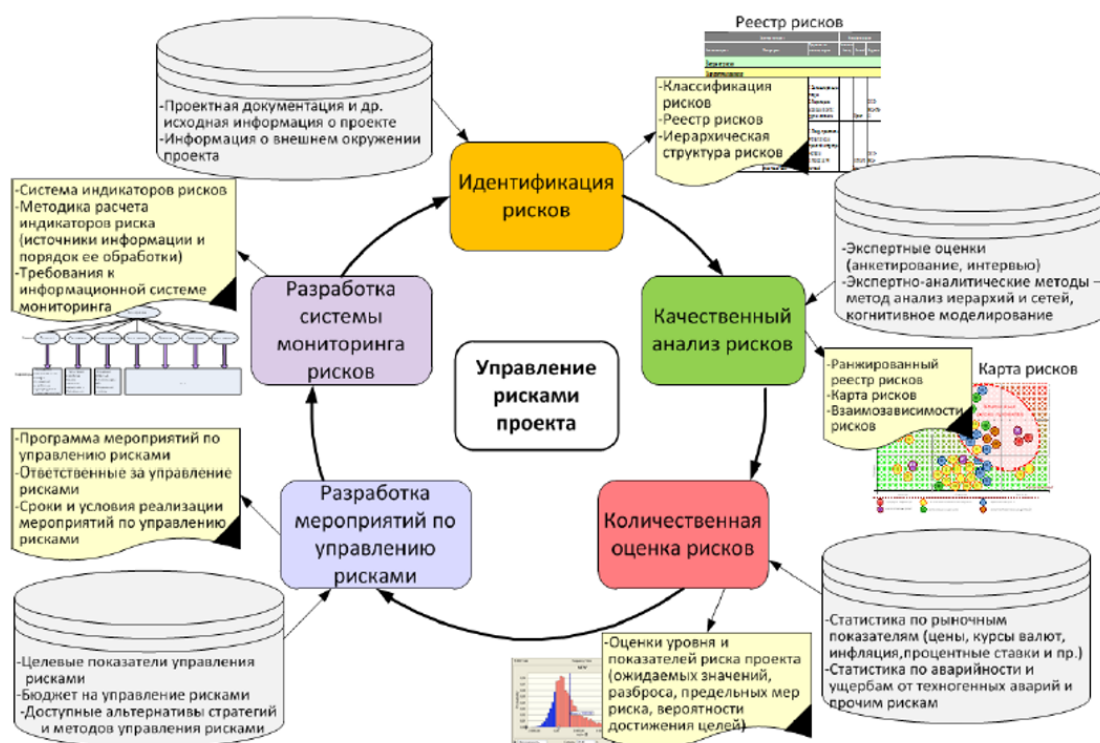 Реестр рисков
-Проектная документация и др.
исходная информация о проекте
-Информация о внешнем окружении
проекта
-Классификация
рисков
-Реестр рисков
-Иерархическая
структура рисков
Идентификация
рисков
-Система индикаторов рисков
-Методика расчета
индикаторов риска
(источники информации и
порядок ее обработки)
-Требования к
информационной системе
мониторинга
-Экспертные оценки
(анкетирование, интервью)
-Экспертно-аналитические методы –
метод анализ иерархий и сетей,
когнитивное моделирование
Разработка
системы
мониторинга
рисков
Качественный
анализ рисков
Управление
рисками
проекта
-Ранжированный
реестр рисков
-Карта рисков
-Взаимозависимости
рисков
Карта рисков
-Программа мероприятий по
управлению рисками
-Ответственные за управление
рисками
-Сроки и условия реализации
мероприятий по управлению
рисками
Разработка
мероприятий по
управлению
рисками
Количественная
оценка рисков
-Целевые показатели управления
рисками
-Бюджет на управление рисками
-Доступные альтернативы стратегий
и методов управления рисками
-Оценки уровня и
показателей риска проекта
(ожидаемых значений,
разброса, предельных мер
риска, вероятности
достижения целей)
-Статистика по рыночным
показателям (цены, курсы валют,
инфляция,процентные ставки и пр.)
-Статистика по аварийности и
ущербам от техногенных аварий и
прочим рискам